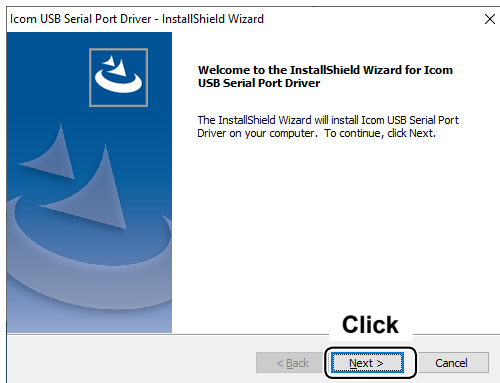 Icom USB Serial Port Driver - InstallShield Wizard
Welcome to the InstallShield Wizard for Icom
USB Serial Port Driver
The InstallShield Wizard will install Icom USB Serial Port
Driver on your computer.  To continue, click Next.
Click
< Back
Next >
Cancel